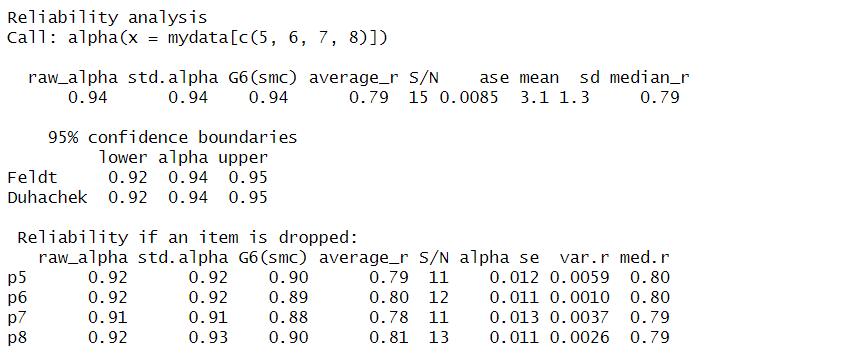 Reliability analysis
Call: alpha(x = mydata[c(5, 6, 7, 8)])
raw_alpha std.alpha G6(smc) average_r S/N ase mean sd median_r
0.94 0.94 0.94 0.79 15 0.0085 3.1 1.3 0.79
95% confidence boundaries
lower alpha upper
Feldt 0.92 0.94 0.95
Duhachek 0.92 0.94 0.95
Reliability if an item is dropped:
raw_alpha std.alpha G6(smc) average_r S/N alpha se var.r med.r
p5 0.92 0.92 0.90 0.79 11 0.012 0.0059 0.80
p6 0.92 0.92 0.89 0.80 12 0.011 0.0010 0.80
p7 0.91 0.91 0.88 0.78 11 0.013 0.0037 0.79
p8 0.92 0.93 0.90 0.81 13 0.011 0.0026 0.79